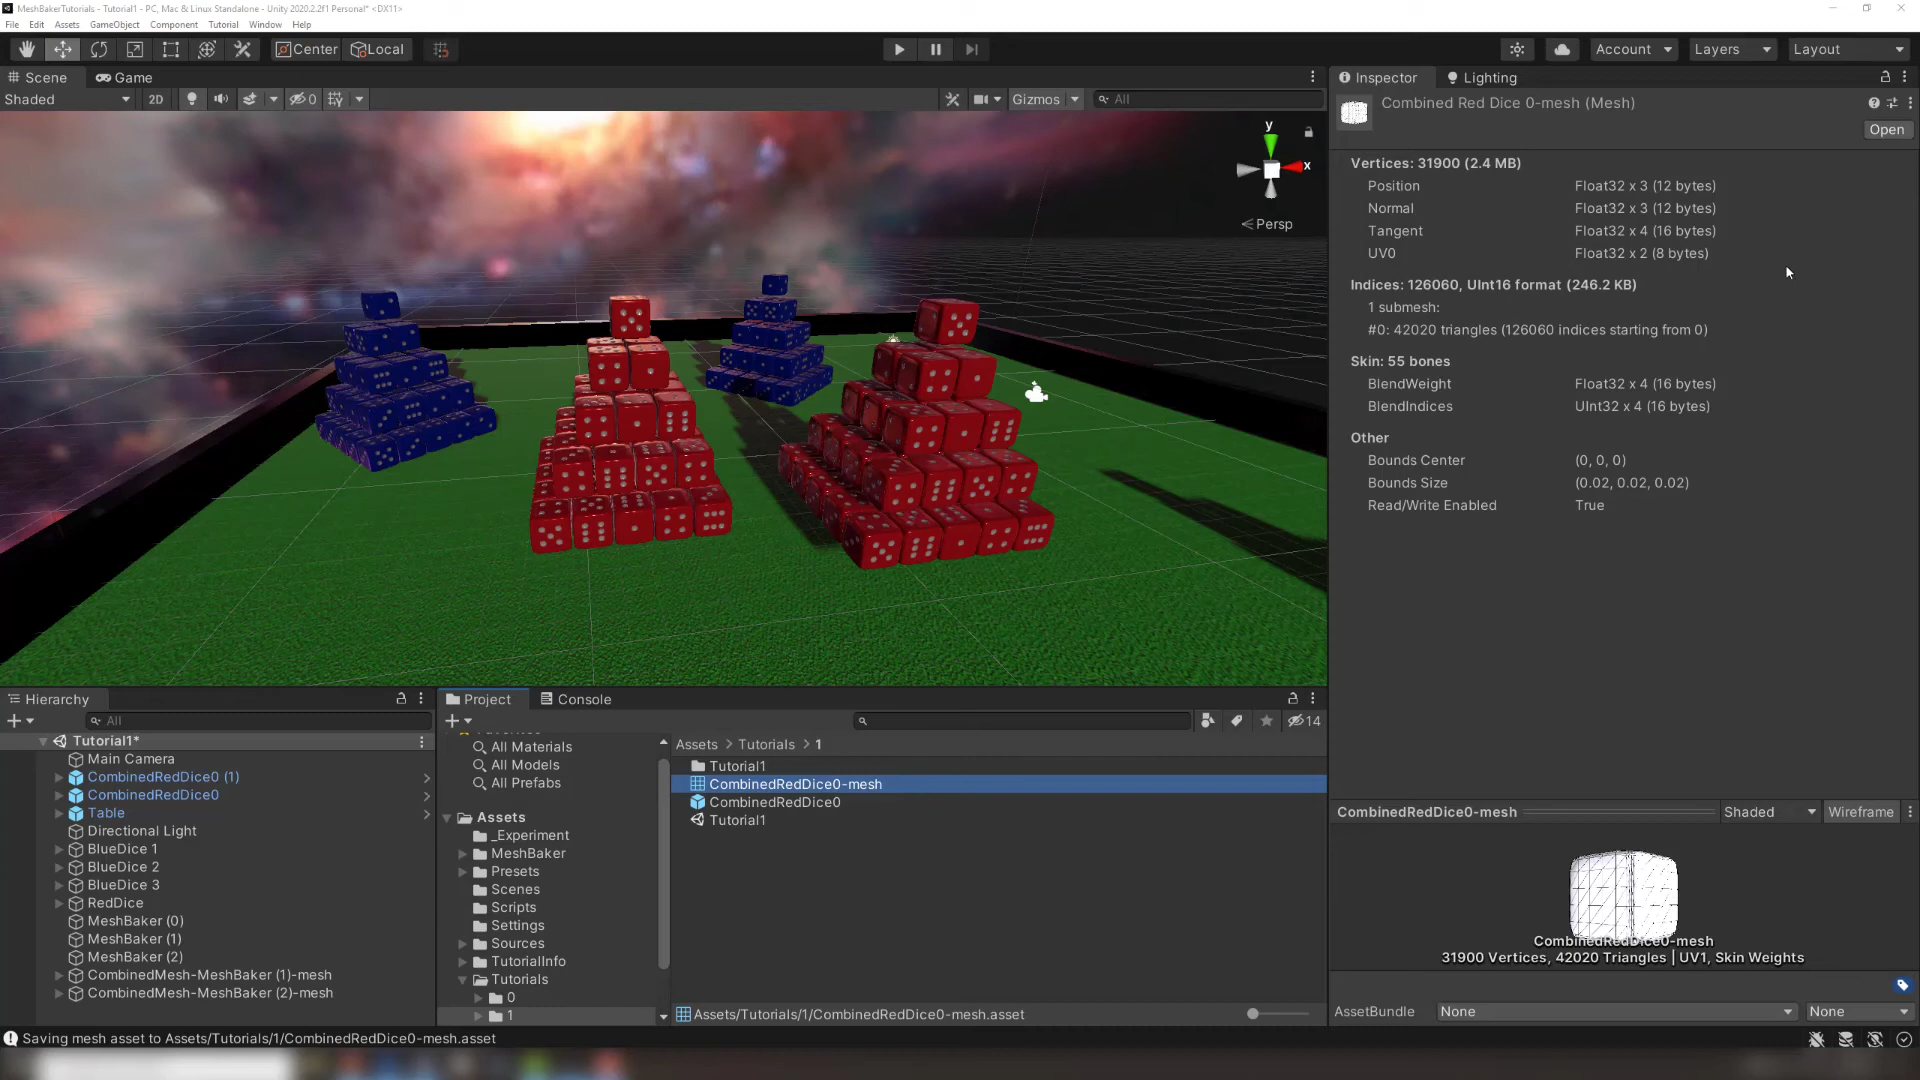 MeshBakerTutorials - Tutorial1 - PC, Mac & Linux Standalone - Unity 2020.2.2f1 Personal* <DX11>
File Edit Assets GameObject Component Tutorial Window Help
Center Local Account Layers Layout
Scene Game
Shaded 2D 0 Gizmos All
y
x
Persp
Inspector Lighting
Combined Red Dice 0-mesh (Mesh)
Open
Vertices: 31900 (2.4 MB)
Position Float32 x 3 (12 bytes)
Normal Float32 x 3 (12 bytes)
Tangent Float32 x 4 (16 bytes)
UV0 Float32 x 2 (8 bytes)
Indices: 126060, UInt16 format (246.2 KB)
1 submesh:
#0: 42020 triangles (126060 indices starting from 0)
Skin: 55 bones
BlendWeight Float32 x 4 (16 bytes)
BlendIndices UInt32 x 4 (16 bytes)
Other
Bounds Center (0, 0, 0)
Bounds Size (0.02, 0.02, 0.02)
Read/Write Enabled True
Hierarchy
All
Tutorial1*
Main Camera
CombinedRedDice0 (1)
CombinedRedDice0
Table
Directional Light
BlueDice 1
BlueDice 2
BlueDice 3
RedDice
MeshBaker (0)
MeshBaker (1)
MeshBaker (2)
CombinedMesh-MeshBaker (1)-mesh
CombinedMesh-MeshBaker (2)-mesh
Project Console
14
All Materials
All Models
All Prefabs
Assets
_Experiment
MeshBaker
Presets
Scenes
Scripts
Settings
Sources
TutorialInfo
Tutorials
0
1
Assets > Tutorials > 1
Tutorial1
CombinedRedDice0-mesh
CombinedRedDice0
Tutorial1
Assets/Tutorials/1/CombinedRedDice0-mesh.asset
CombinedRedDice0-mesh Shaded Wireframe
CombinedRedDice0-mesh
31900 Vertices, 42020 Triangles | UV1, Skin Weights
AssetBundle None None
Saving mesh asset to Assets/Tutorials/1/CombinedRedDice0-mesh.asset